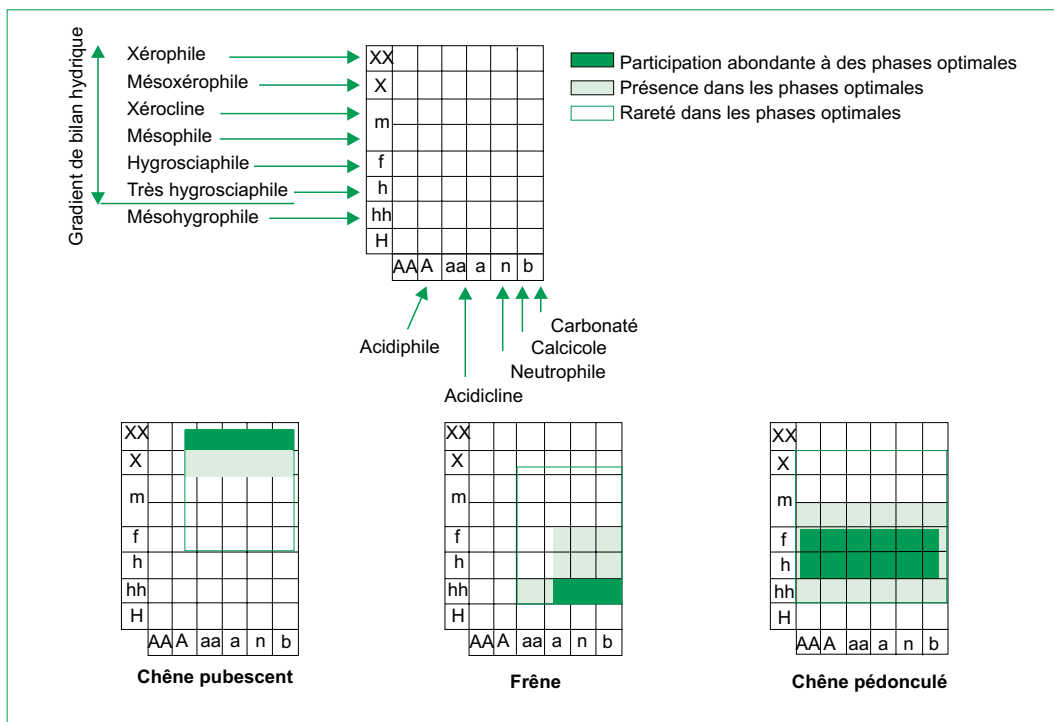 Gradient de bilan hydrique
Xérophile
Mésoxérophile
Xérocline
Mésophile
Hygrosciaphile
Très hygrosciaphile
Mésohygrophile
XX
X
m
f
h
hh
H
AA A aa a n b
Participation abondante à des phases optimales
Présence dans les phases optimales
Rareté dans les phases optimales
Carbonaté
Acidiphile
Calcicole
Neutrophile
Acidicline
XX
X
m
f
h
hh
H
AA A aa a n b
Chêne pubescent
XX
X
m
f
h
hh
H
AA A aa a n b
Frêne
XX
X
m
f
h
hh
H
AA A aa a n b
Chêne pédonculé